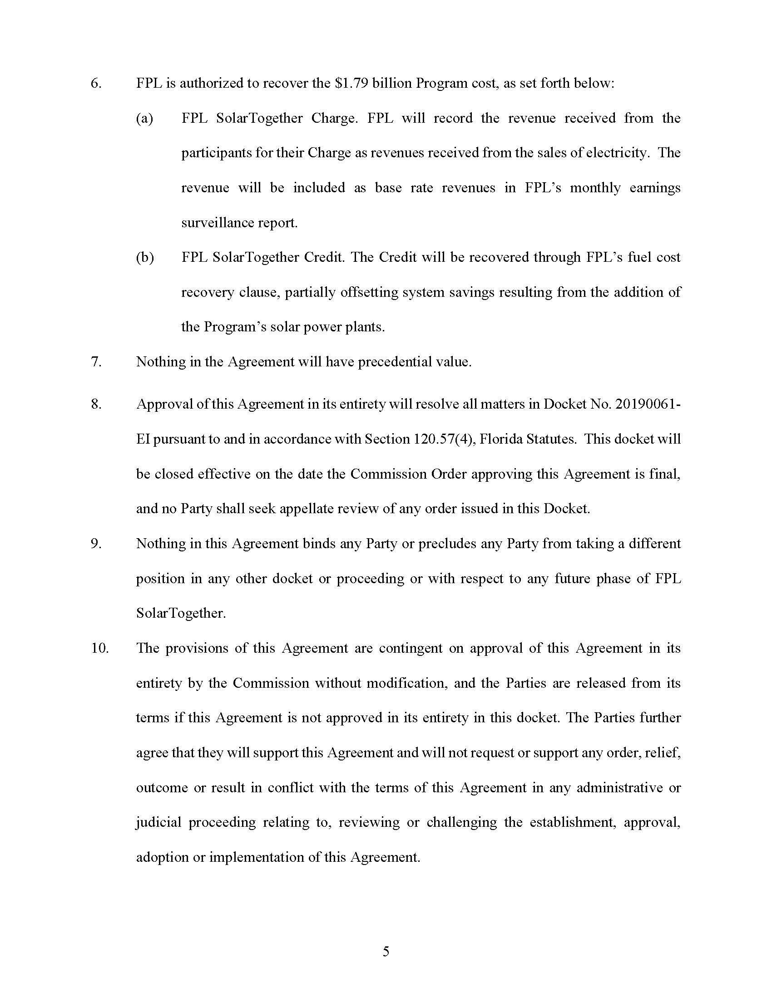 6. FPL is authorized to recover the $1.79 billion Program cost, as set forth below:
(a) FPL SolarTogether Charge. FPL will record the revenue received from the
participants for their Charge as revenues received from the sales of electricity.  The
revenue will be included as base rate revenues in FPL’s monthly earnings
surveillance report.
(b) FPL SolarTogether Credit. The Credit will be recovered through FPL’s fuel cost
recovery clause, partially offsetting system savings resulting from the addition of
the Program’s solar power plants.
7. Nothing in the Agreement will have precedential value.
8. Approval of this Agreement in its entirety will resolve all matters in Docket No. 20190061-
EI pursuant to and in accordance with Section 120.57(4), Florida Statutes.  This docket will
be closed effective on the date the Commission Order approving this Agreement is final,
and no Party shall seek appellate review of any order issued in this Docket.
9. Nothing in this Agreement binds any Party or precludes any Party from taking a different
position in any other docket or proceeding or with respect to any future phase of FPL
SolarTogether.
10. The provisions of this Agreement are contingent on approval of this Agreement in its
entirety by the Commission without modification, and the Parties are released from its
terms if this Agreement is not approved in its entirety in this docket. The Parties further
agree that they will support this Agreement and will not request or support any order, relief,
outcome or result in conflict with the terms of this Agreement in any administrative or
judicial proceeding relating to, reviewing or challenging the establishment, approval,
adoption or implementation of this Agreement.
5